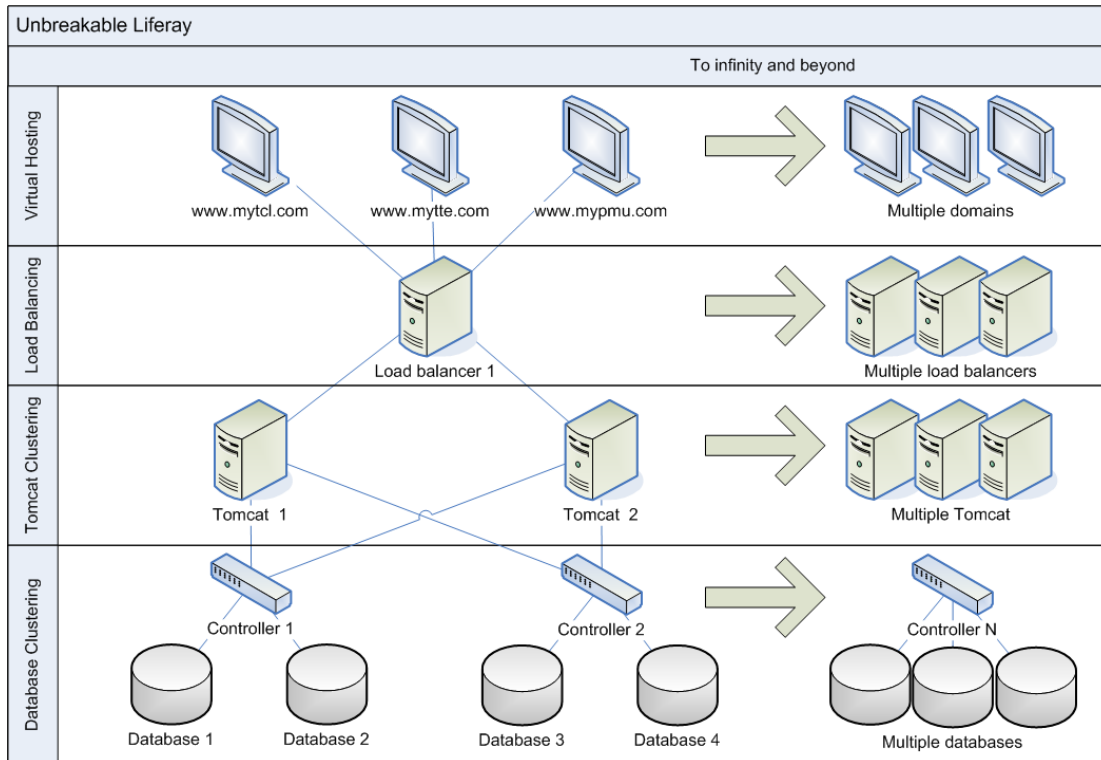 Unbreakable Liferay
To infinity and beyond
Virtual Hosting
www.mytcl.com
www.mytte.com
www.mypmu.com
Multiple domains
Load Balancing
Load balancer 1
Multiple load balancers
Tomcat Clustering
Tomcat 1
Tomcat 2
Multiple Tomcat
Database Clustering
Controller 1
Controller 2
Controller N
Database 1
Database 2
Database 3
Database 4
Multiple databases